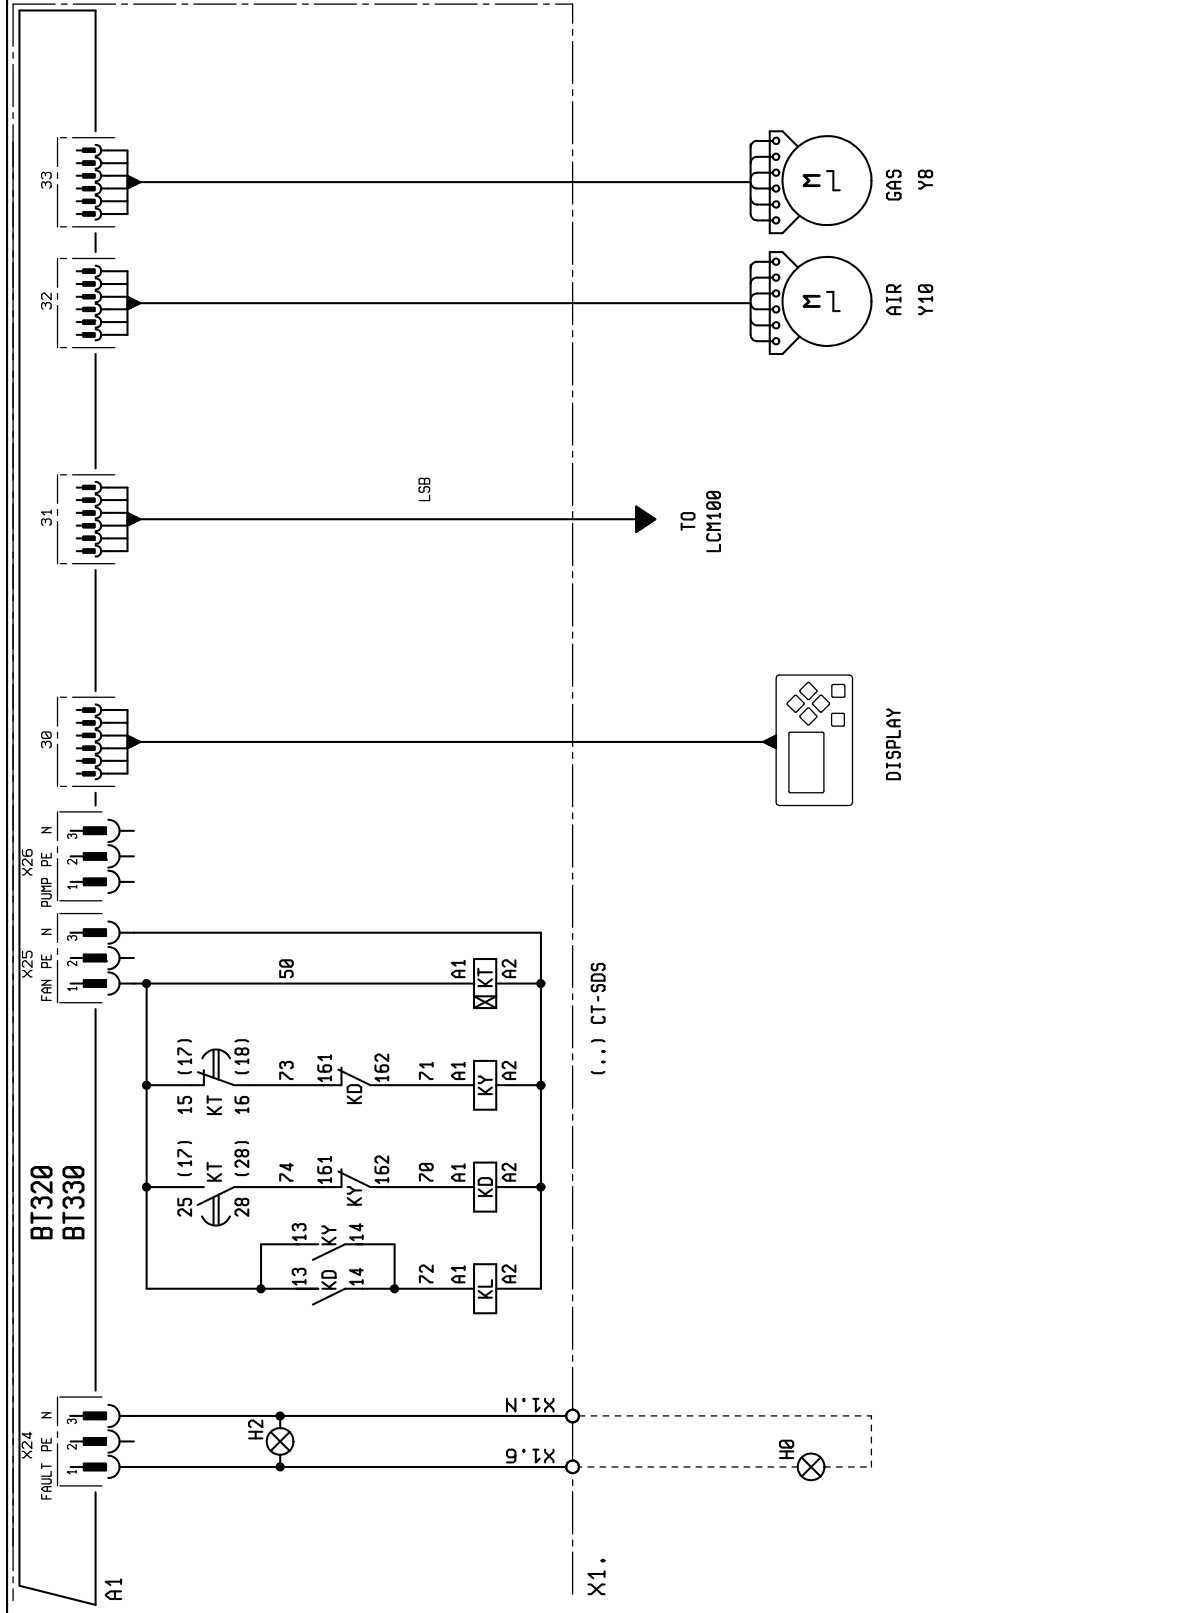 X24
FAULT PE N
1 2 3
A1
BT320
BT330
X25
FAN PE N
1 2 3
X26
PUMP PE N
1 2 3
30
31
32
33
H2
X1.6
X1.N
H0
X1.
13
KD
14
13
KY
14
72
A1
KL
A2
25 (17)
KT
28 (28)
74
161
KY
162
70
A1
KD
A2
15 (17)
KT
16 (18)
73
161
KD
162
71
A1
KY
A2
50
A1
KT
A2
(..) CT-SDS
DISPLAY
LSB
TO
LCM100
M
AIR
Y10
M
GAS
Y8